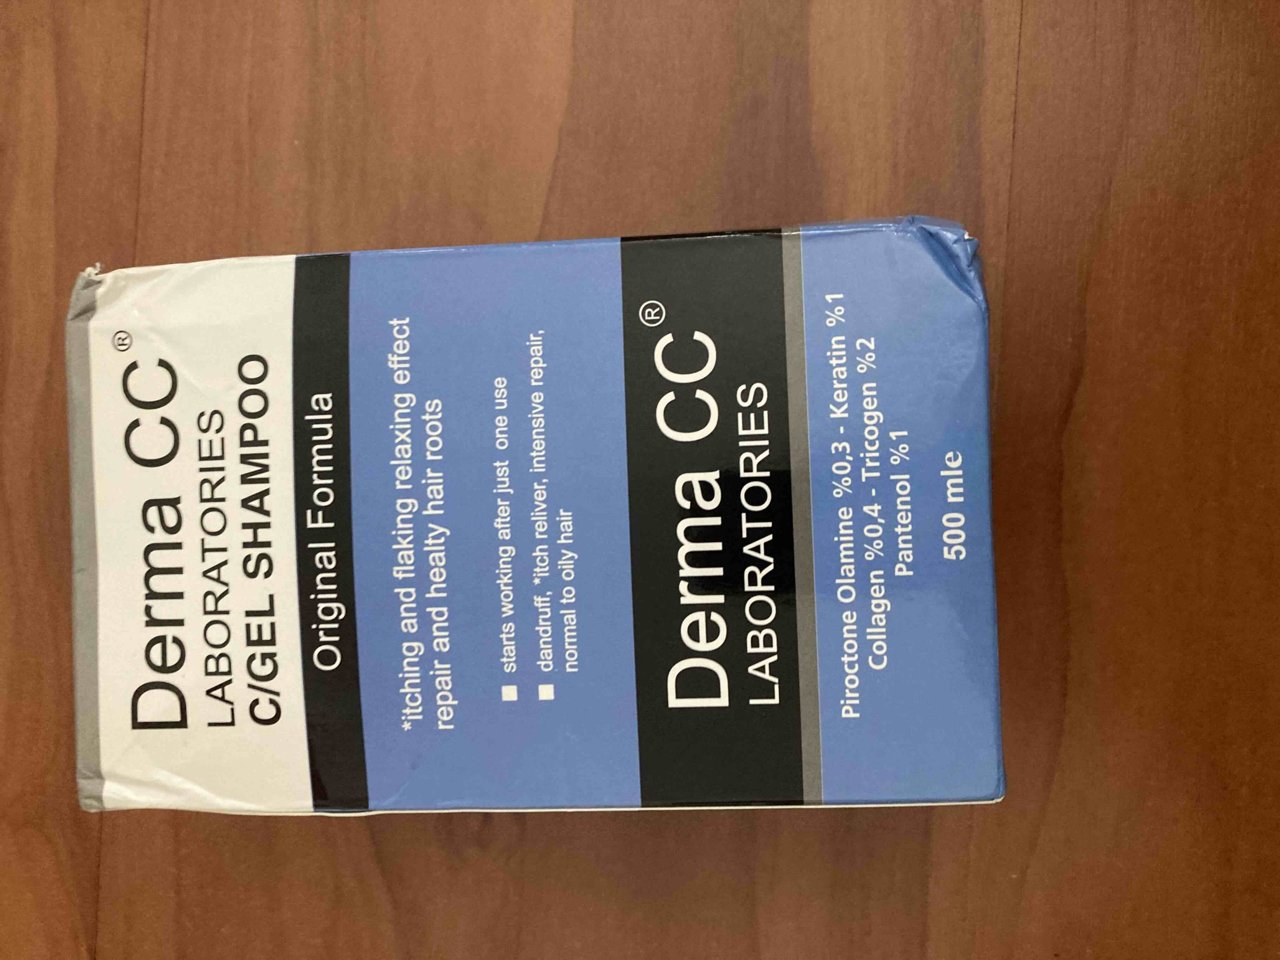 Derma CC®
LABORATORIES
C/GEL SHAMPOO
Original Formula
*itching and flaking relaxing effect
repair and healty hair roots
■ starts working after just one use
■ dandruff, *itch reliver, intensive repair,
normal to oily hair
Derma CC®
LABORATORIES
Piroctone Olamine %0,3 - Keratin %1
Collagen %0,4 - Tricogen %2
Pantenol %1
500 mle